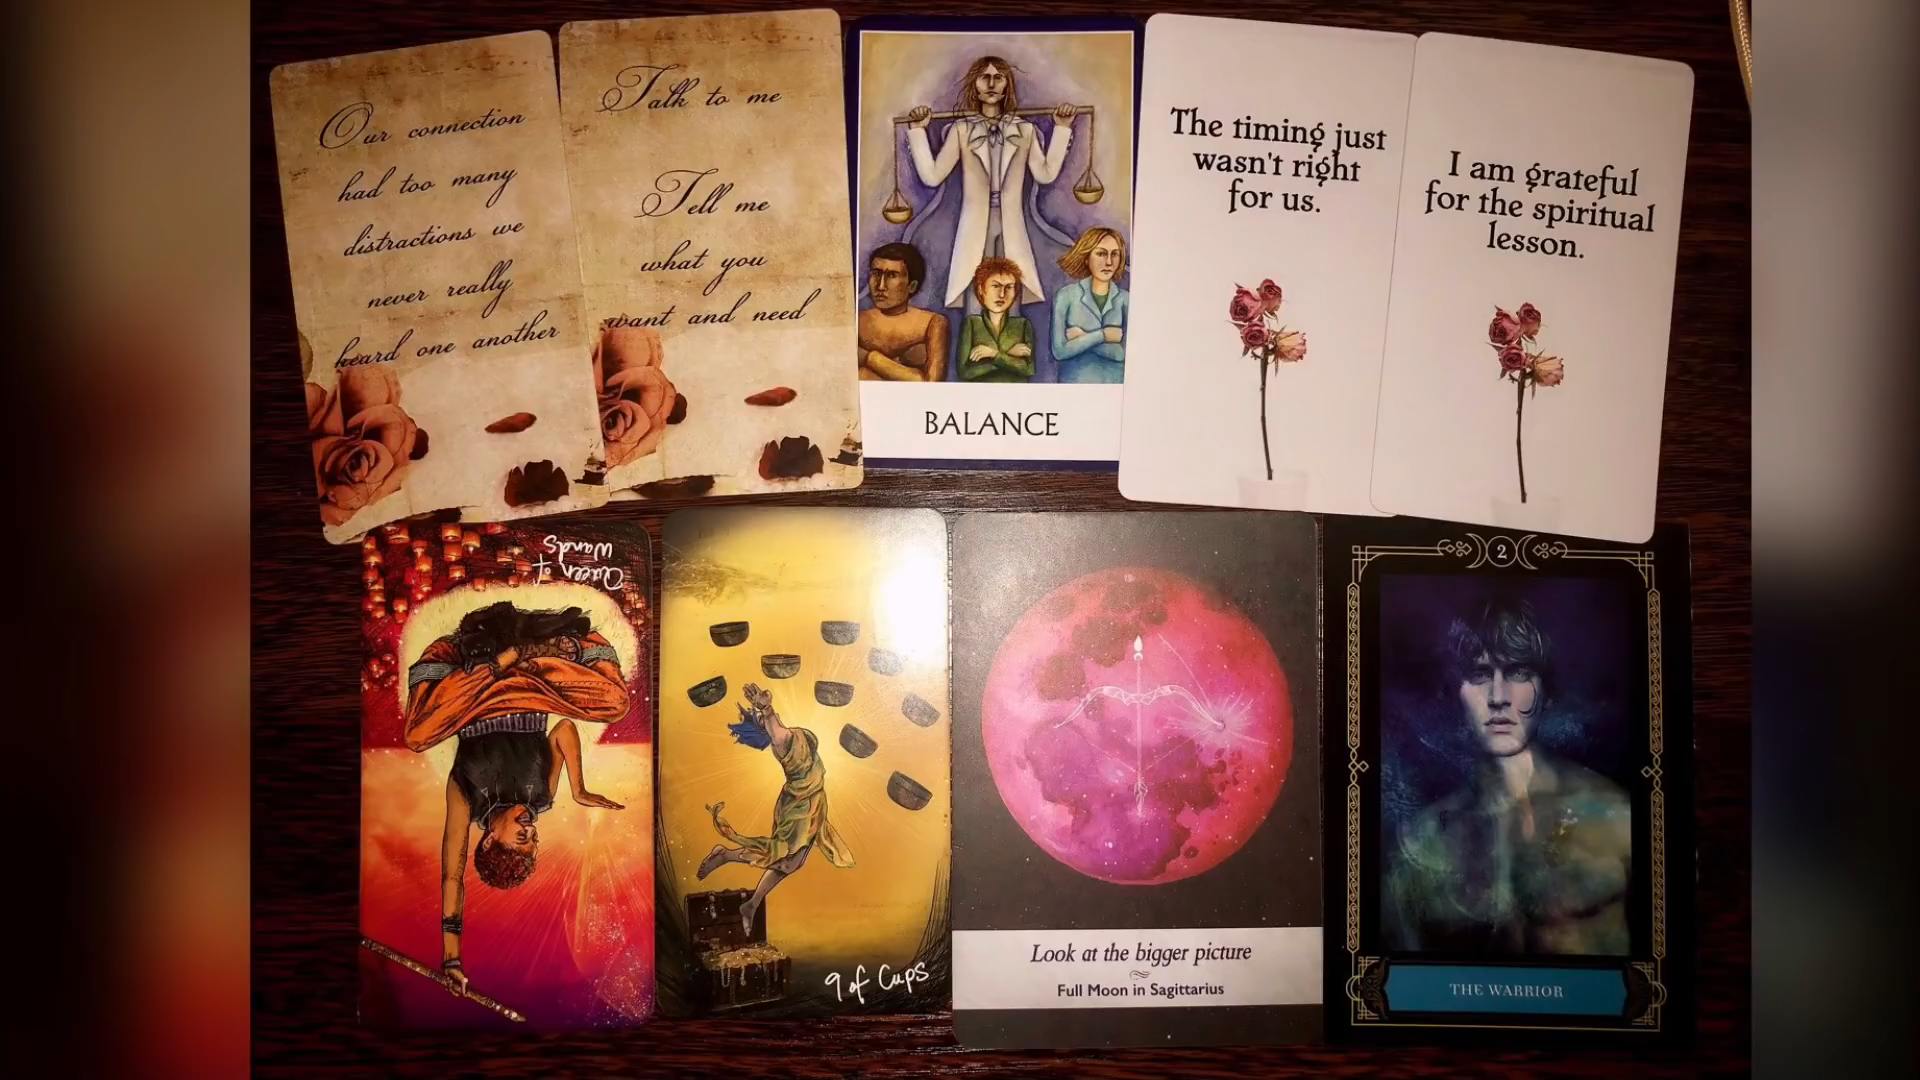 Our connection
had too many
distractions we
never really
heard one another
Talk to me
Tell me
what you
want and need
BALANCE
The timing just
wasn't right
for us.
I am grateful
for the spiritual
lesson.
Queen of
Wands
9 of Cups
Look at the bigger picture
Full Moon in Sagittarius
2
THE WARRIOR